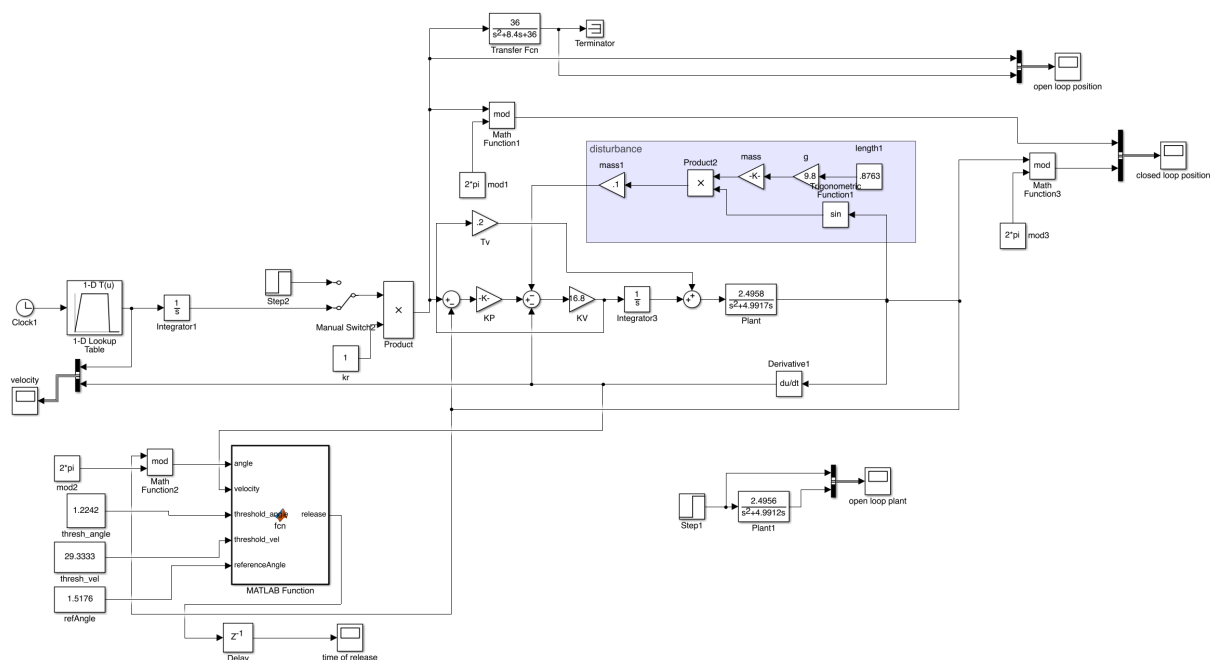 36
s²+8.4s+36
Transfer Fcn
Terminator
open loop position
mod
Math
Function1
2*pi
mod1
disturbance
mass1
.1
Product2
×
mass
-K-
g
9.8
length1
.8763
Trigonometric
Function1
sin
mod
Math
Function3
closed loop position
2*pi
mod3
.2
Tv
Clock1
1-D T(u)
1-D Lookup
Table
1
s
Integrator1
Step2
Manual Switch2
×
Product
1
kr
-K-
KP
16.8
KV
1
s
Integrator3
2.4958
s²+4.9917s
Plant
velocity
Derivative1
du/dt
2*pi
mod2
mod
Math
Function2
1.2242
thresh_angle
29.3333
thresh_vel
1.5176
refAngle
angle
velocity
threshold_angle
fcn
release
threshold_vel
referenceAngle
MATLAB Function
Z⁻¹
Delay
time of release
Step1
2.4956
s²+4.9912s
Plant1
open loop plant